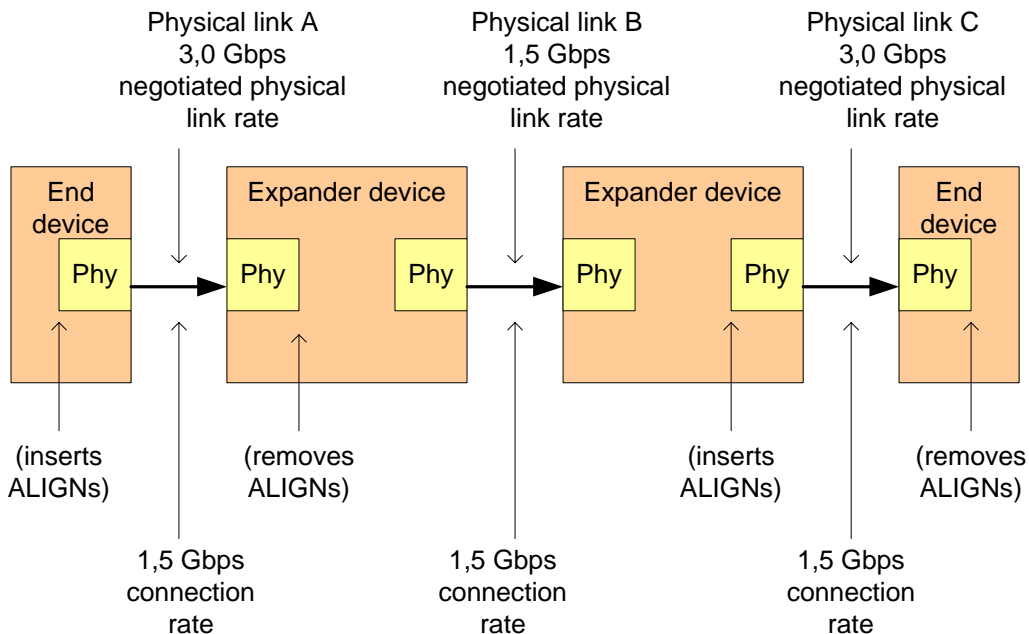 Physical link A
3,0 Gbps
negotiated physical
link rate
Physical link B
1,5 Gbps
negotiated physical
link rate
Physical link C
3,0 Gbps
negotiated physical
link rate
End
device
Phy
Expander device
Phy
Phy
Expander device
Phy
Phy
End
device
Phy
(inserts
ALIGNs)
(removes
ALIGNs)
(inserts
ALIGNs)
(removes
ALIGNs)
1,5 Gbps
connection
rate
1,5 Gbps
connection
rate
1,5 Gbps
connection
rate